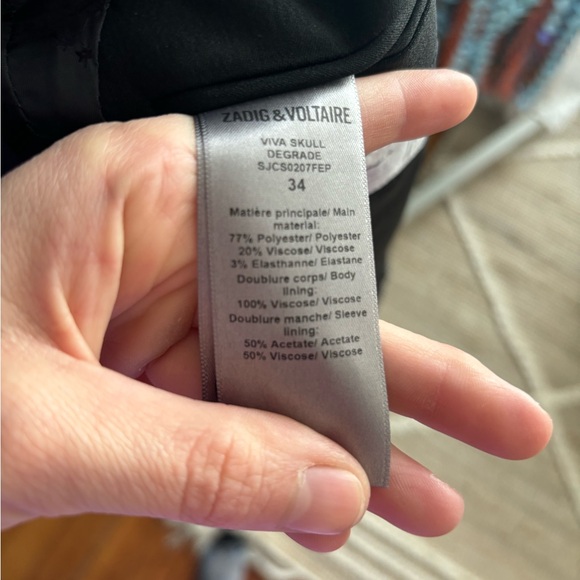 ZADIG & VOLTAIRE
VIVA SKULL
DEGRADE
SJCS0207FEP
34
Matière principale/ Main
material:
77% Polyester/ Polyester
20% Viscose/ Viscose
3% Elasthanne/ Elastane
Doublure corps/ Body
lining:
100% Viscose/ Viscose
Doublure manche/ Sleeve
lining:
50% Acetate/ Acetate
50% Viscose/ Viscose